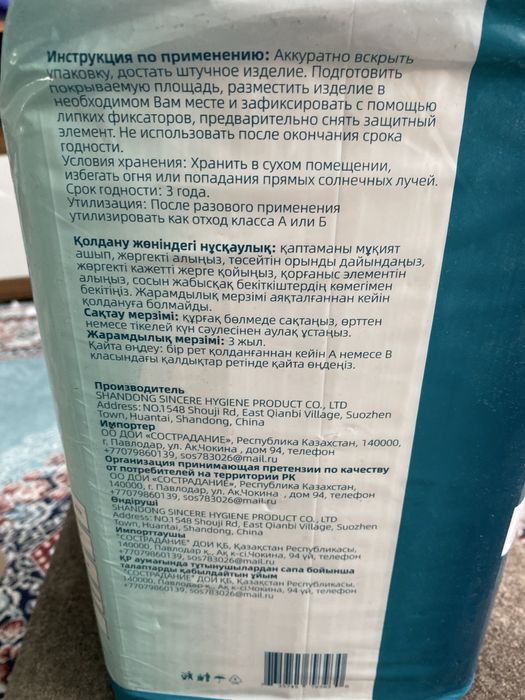 Инструкция по применению: Аккуратно вскрыть
упаковку, достать штучное изделие. Подготовить
покрываемую площадь, разместить изделие в
необходимом Вам месте и зафиксировать с помощью
липких фиксаторов, предварительно снять защитный
элемент. Не использовать после окончания срока
годности.
Условия хранения: Хранить в сухом помещении,
избегать огня или попадания прямых солнечных лучей.
Срок годности: 3 года.
Утилизация: После разового применения
утилизировать как отход класса А или Б
Қолдану жөніндегі нұсқаулық: қаптаманы мұқият
ашып, жөргекті алыңыз, төсейтін орынды дайындаңыз,
жөргекті кажетті жерге қойыңыз, қорғаныс элементін
алыңыз, сосын жабысқақ бекіткіштердің көмегімен
бекітіңіз. Жарамдылық мерзімі аяқталғаннан кейін
қолдануға болмайды.
Сақтау мерзімі: құрғақ бөлмеде сақтаңыз, өрттен
немесе тікелей күн сәулесінен аулақ ұстаңыз.
Жарамдылық мерзімі: 3 жыл.
Қайта өңдеу: бір рет қолданғаннан кейін А немесе В
класындағы қалдықтар ретінде қайта өңдеңіз.
Производитель
SHANDONG SINCERE HYGIENE PRODUCT CO., LTD
Address: NO.1548 Shouji Rd, East Qianbi Village, Suozhen
Town, Huantai, Shandong, China
Импортер
ОО ДОИ «СОСТРАДАНИЕ», Республика Казахстан, 140000,
г. Павлодар, ул. Ак.Чокина , дом 94, телефон
+77079860139, sos783026@mail.ru
Организация принимающая претензии по качеству
от потребителей на территории РК
ОО ДОИ «СОСТРАДАНИЕ», Республика Казахстан,
140000, г. Павлодар, ул. Ак.Чокина , дом 94, телефон
+77079860139, sos783026@mail.ru
Өндіруші
SHANDONG SINCERE HYGIENE PRODUCT CO., LTD
Address: NO.1548 Shouji Rd, East Qianbi Village, Suozhen
Town, Huantai, Shandong, China
Импорттаушы
"СОСТРАДАНИЕ" ДОИ ҚБ, Қазақстан Республикасы,
140000, Павлодар қ., Ак к-сі.Чокина, 94 үй, телефон
+77079860139, sos783026@mail.ru
ҚР аумағында тұтынушылардан сапа бойынша
талаптарды қабылдайтын ұйым
"СОСТРАДАНИЕ" ДОИ ҚБ, Қазақстан Республикасы,
140000, Павлодар қ., Ак к-сі.Чокина, 94 үй, телефон
+77079860139, sos783026@mail.ru